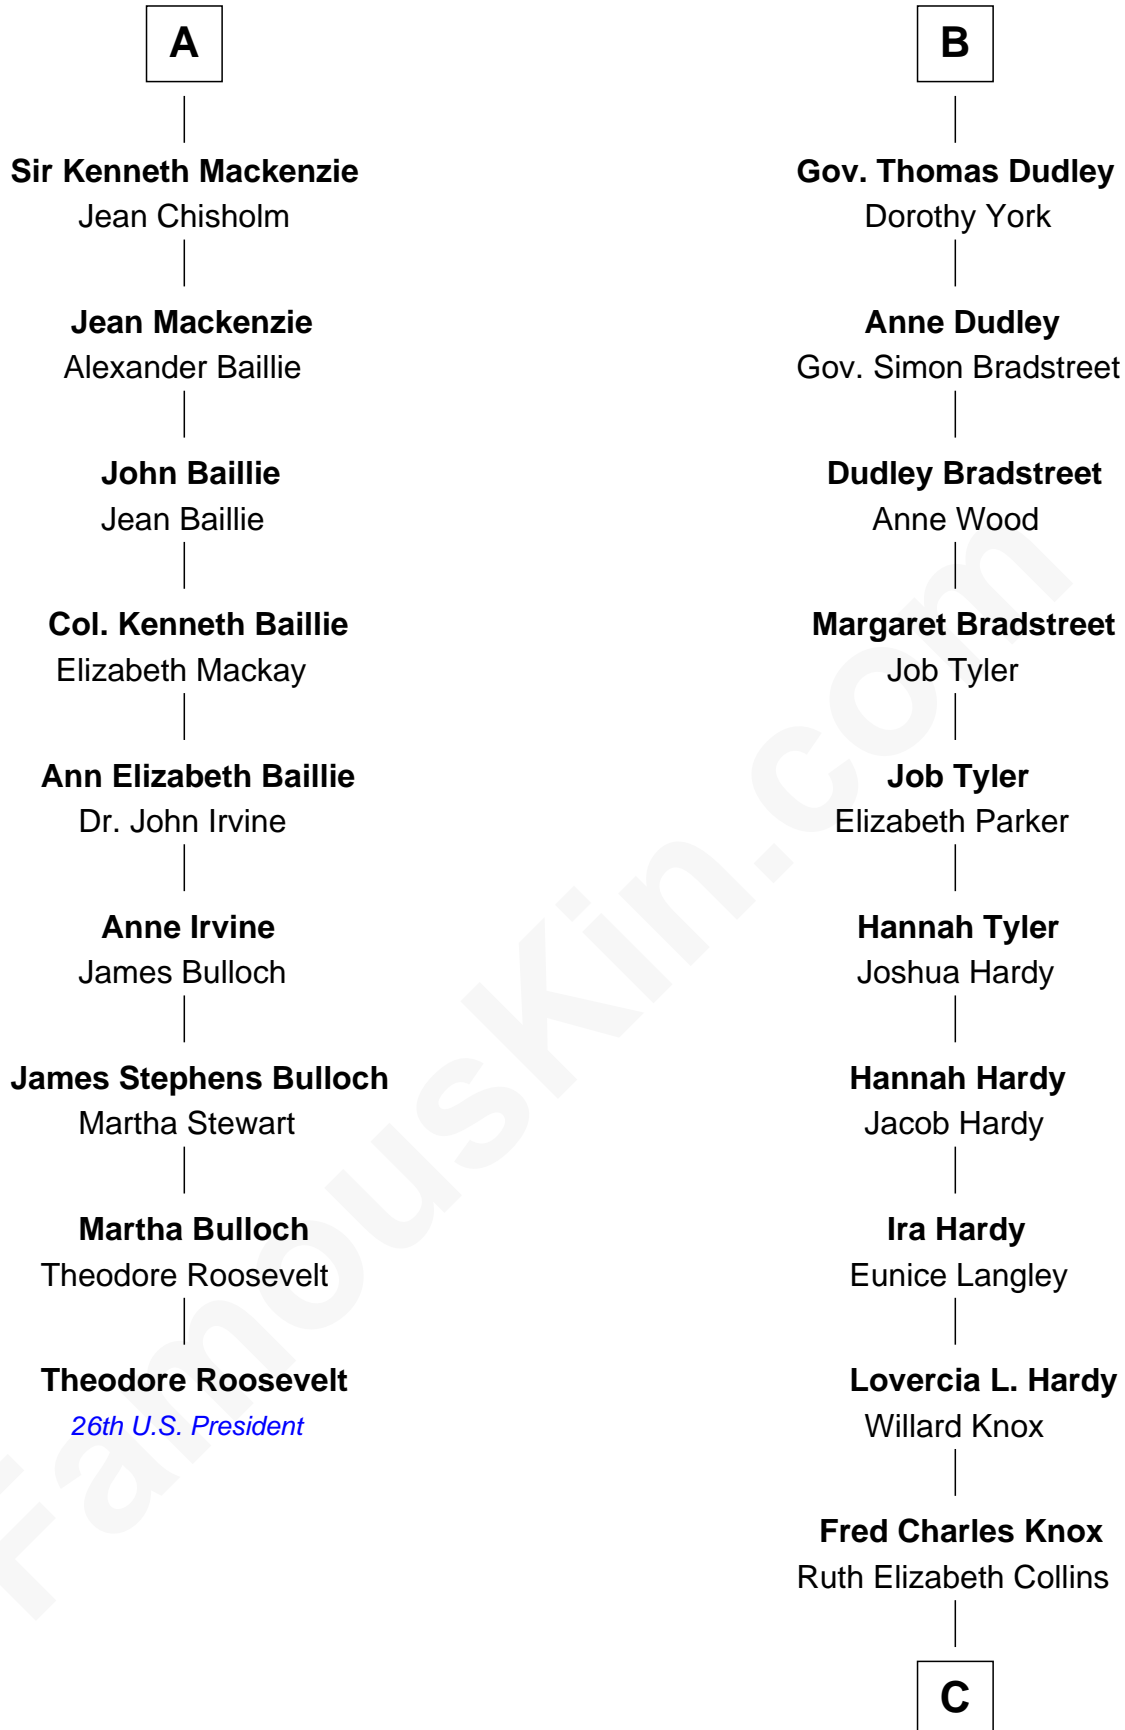 A
Sir Kenneth Mackenzie
Jean Chisholm
Jean Mackenzie
Alexander Baillie
John Baillie
Jean Baillie
Col. Kenneth Baillie
Elizabeth Mackay
Ann Elizabeth Baillie
Dr. John Irvine
Anne Irvine
James Bulloch
James Stephens Bulloch
Martha Stewart
Martha Bulloch
Theodore Roosevelt
Theodore Roosevelt
26th U.S. President
B
Gov. Thomas Dudley
Dorothy York
Anne Dudley
Gov. Simon Bradstreet
Dudley Bradstreet
Anne Wood
Margaret Bradstreet
Job Tyler
Job Tyler
Elizabeth Parker
Hannah Tyler
Joshua Hardy
Hannah Hardy
Jacob Hardy
Ira Hardy
Eunice Langley
Lovercia L. Hardy
Willard Knox
Fred Charles Knox
Ruth Elizabeth Collins
C
FamousKin.com